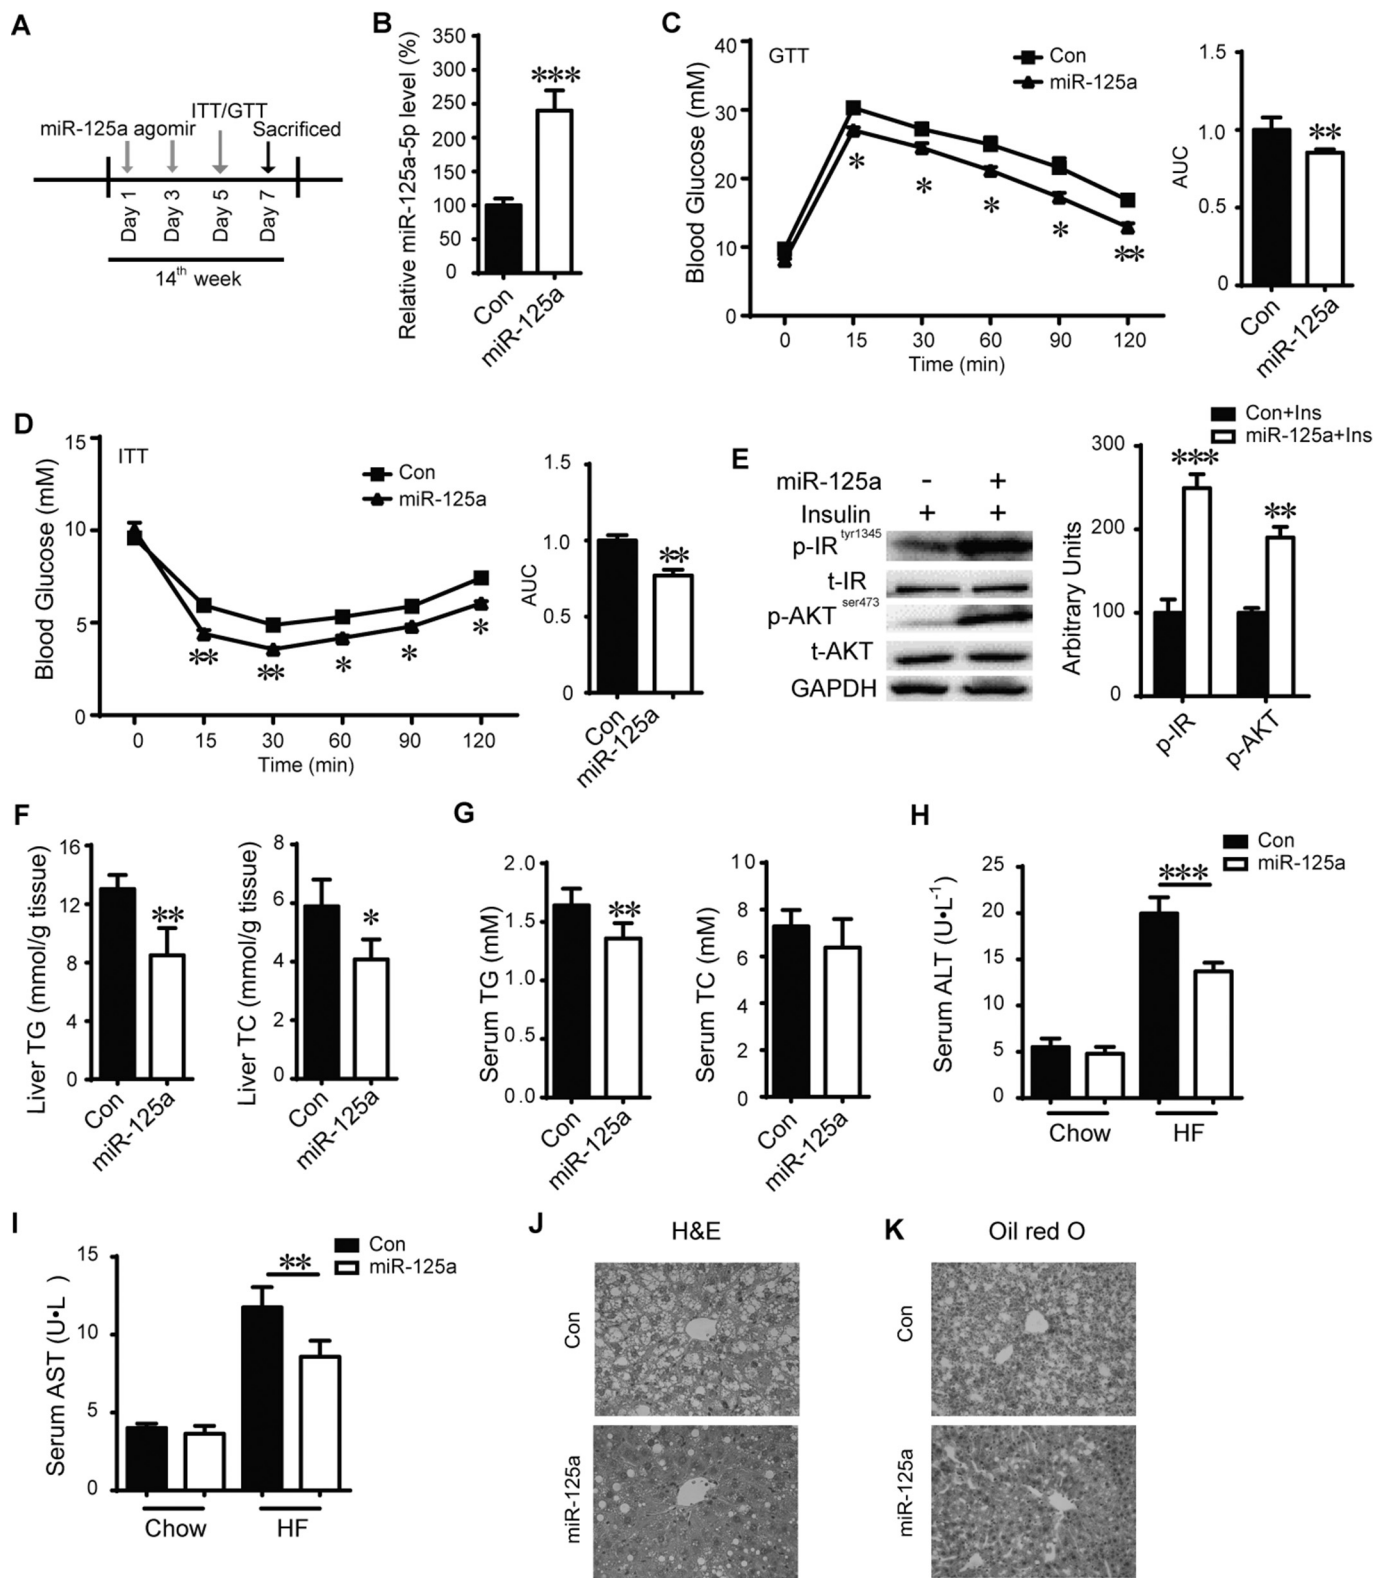 A
miR-125a agomir
ITT/GTT
Sacrificed
Day 1
Day 3
Day 5
Day 7
14th week
B
Relative miR-125a-5p level (%)
350
300
250
200
150
100
50
0
***
Con
miR-125a
C
GTT
Con
miR-125a
Blood Glucose (mM)
40
30
20
10
0
*
*
*
*
**
0 15 30 60 90 120
Time (min)
AUC
1.5
1.0
0.5
0
**
Con
miR-125a
D
ITT
Con
miR-125a
Blood Glucose (mM)
15
10
5
0
**
**
*
*
*
0 15 30 60 90 120
Time (min)
AUC
1.5
1.0
0.5
0
**
Con
miR-125a
E
miR-125a - +
Insulin + +
p-IR tyr1345
t-IR
p-AKT ser473
t-AKT
GAPDH
Con+Ins
miR-125a+Ins
Arbitrary Units
300
200
100
0
***
**
p-IR
p-AKT
F
Liver TG (mmol/g tissue)
16
12
8
4
0
**
Con
miR-125a
Liver TC (mmol/g tissue)
8
6
4
2
0
*
Con
miR-125a
G
Serum TG (mM)
2.0
1.5
1.0
0.5
0.0
**
Con
miR-125a
Serum TC (mM)
10
8
6
4
2
0
Con
miR-125a
H
Con
miR-125a
Serum ALT (U•L-1)
25
20
15
10
5
0
***
Chow HF
I
Con
miR-125a
Serum AST (U•L )
15
10
5
0
**
Chow HF
J
H&E
Con
miR-125a
K
Oil red O
Con
miR-125a